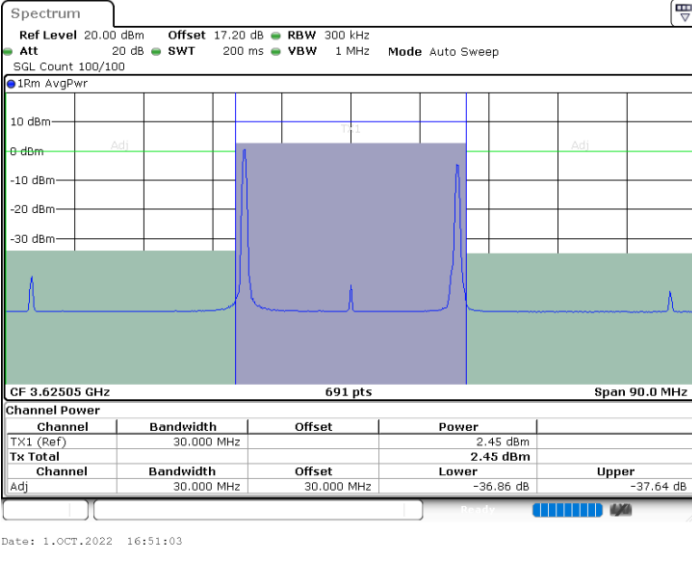 Spectrum
Ref Level 20.00 dBm Offset 17.20 dB RBW 300 kHz
Att 20 dB SWT 200 ms VBW 1 MHz Mode Auto Sweep
SGL Count 100/100
1Rm AvgPwr
10 dBm
Tx1
0 dBm Adj Adj
-10 dBm
-20 dBm
-30 dBm
CF 3.62505 GHz 691 pts Span 90.0 MHz
Channel Power
Channel Bandwidth Offset Power
TX1 (Ref) 30.000 MHz 2.45 dBm
Tx Total 2.45 dBm
Channel Bandwidth Offset Lower Upper
Adj 30.000 MHz 30.000 MHz -36.86 dB -37.64 dB
Ready
Date: 1.OCT.2022 16:51:03